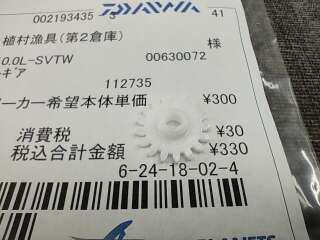 002193435 3 DAIWA 41
植村漁具(第2倉庫) 様
0.0L-SVTW 00630072
ギア
112735
ーカー希望本体単価 ¥300
消費税 ¥30
税込合計金額 ¥330
6-24-18-02-4